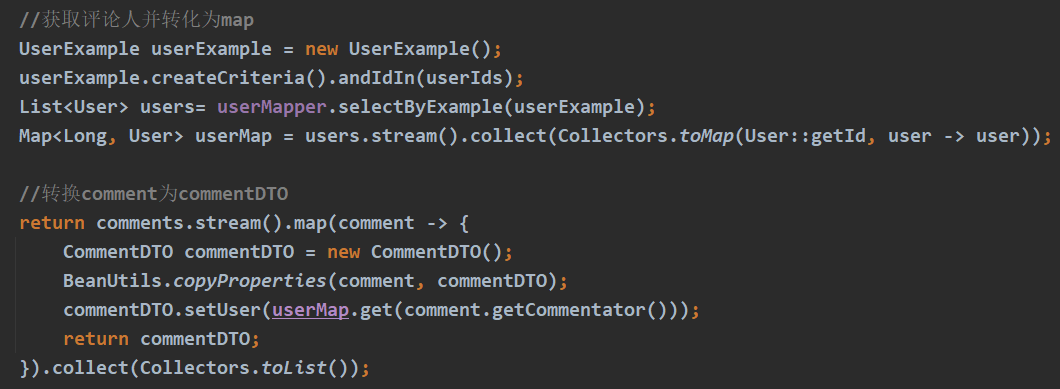 //获取评论人并转化为map
UserExample userExample = new UserExample();
userExample.createCriteria().andIdIn(userIds);
List<User> users= userMapper.selectByExample(userExample);
Map<Long, User> userMap = users.stream().collect(Collectors.toMap(User::getId, user -> user));
//转换comment为commentDTO
return comments.stream().map(comment -> {
CommentDTO commentDTO = new CommentDTO();
BeanUtils.copyProperties(comment, commentDTO);
commentDTO.setUser(userMap.get(comment.getCommentator()));
return commentDTO;
}).collect(Collectors.toList());